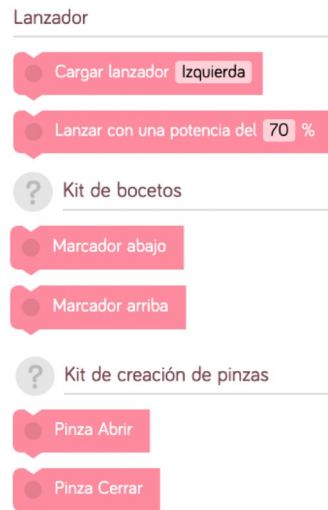 Lanzador
Cargar lanzador Izquierda
Lanzar con una potencia del 70 %
? Kit de bocetos
Marcador abajo
Marcador arriba
? Kit de creación de pinzas
Pinza Abrir
Pinza Cerrar